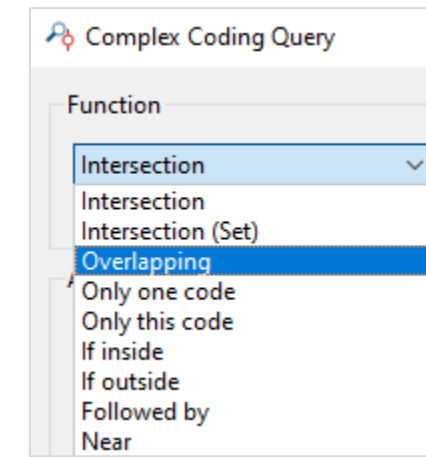 Complex Coding Query
Function
Intersection
Intersection
Intersection (Set)
Overlapping
Only one code
Only this code
If inside
If outside
Followed by
Near